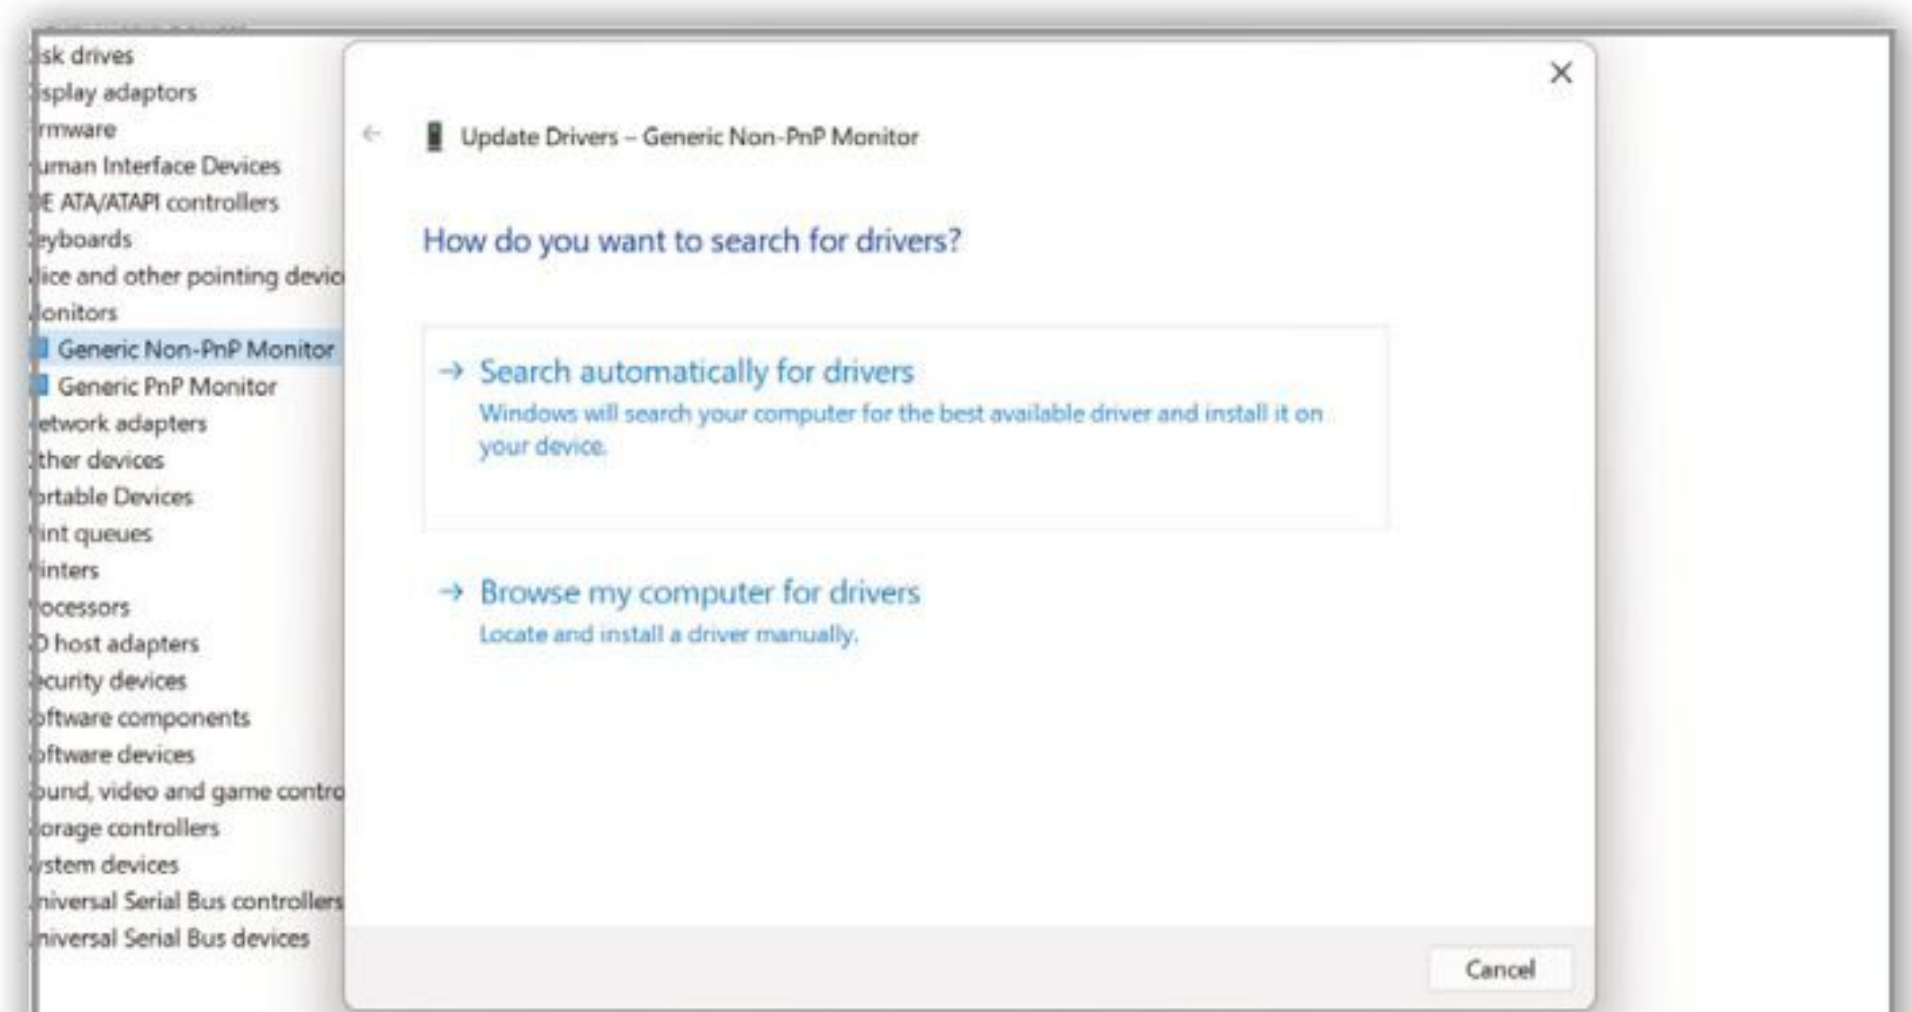 sk drives
isplay adaptors
rmware
uman Interface Devices
E ATA/ATAPI controllers
eyboards
ice and other pointing devic
onitors
Generic Non-PnP Monitor
Generic PnP Monitor
etwork adapters
ther devices
ortable Devices
int queues
inters
ocessors
D host adapters
ecurity devices
oftware components
oftware devices
ound, video and game contro
orage controllers
ystem devices
niversal Serial Bus controllers
niversal Serial Bus devices
Update Drivers – Generic Non-PnP Monitor
How do you want to search for drivers?
→ Search automatically for drivers
Windows will search your computer for the best available driver and install it on
your device.
→ Browse my computer for drivers
Locate and install a driver manually.
Cancel